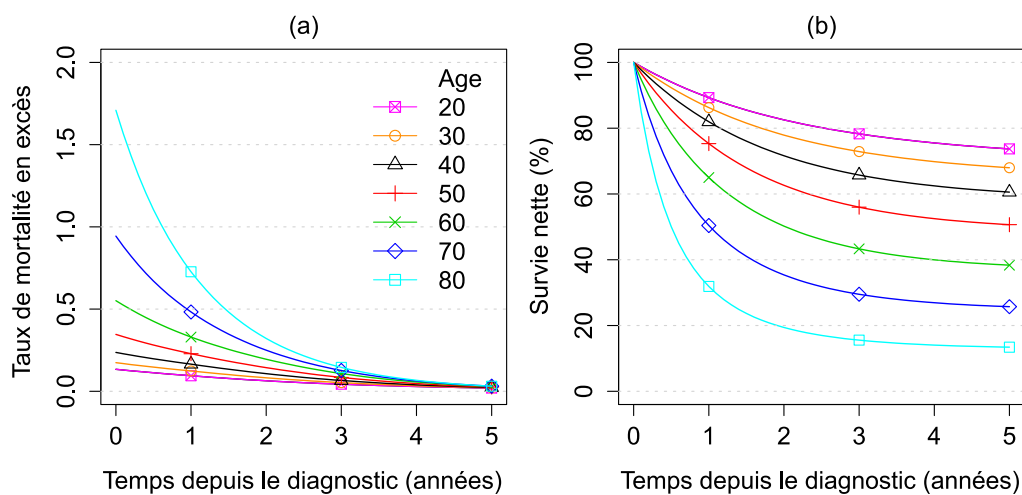 (a)
Taux de mortalité en excès
2.0
1.5
1.0
0.5
0.0
Age
20
30
40
50
60
70
80
0 1 2 3 4 5
Temps depuis le diagnostic (années)
(b)
Survie nette (%)
100
80
60
40
20
0
0 1 2 3 4 5
Temps depuis le diagnostic (années)